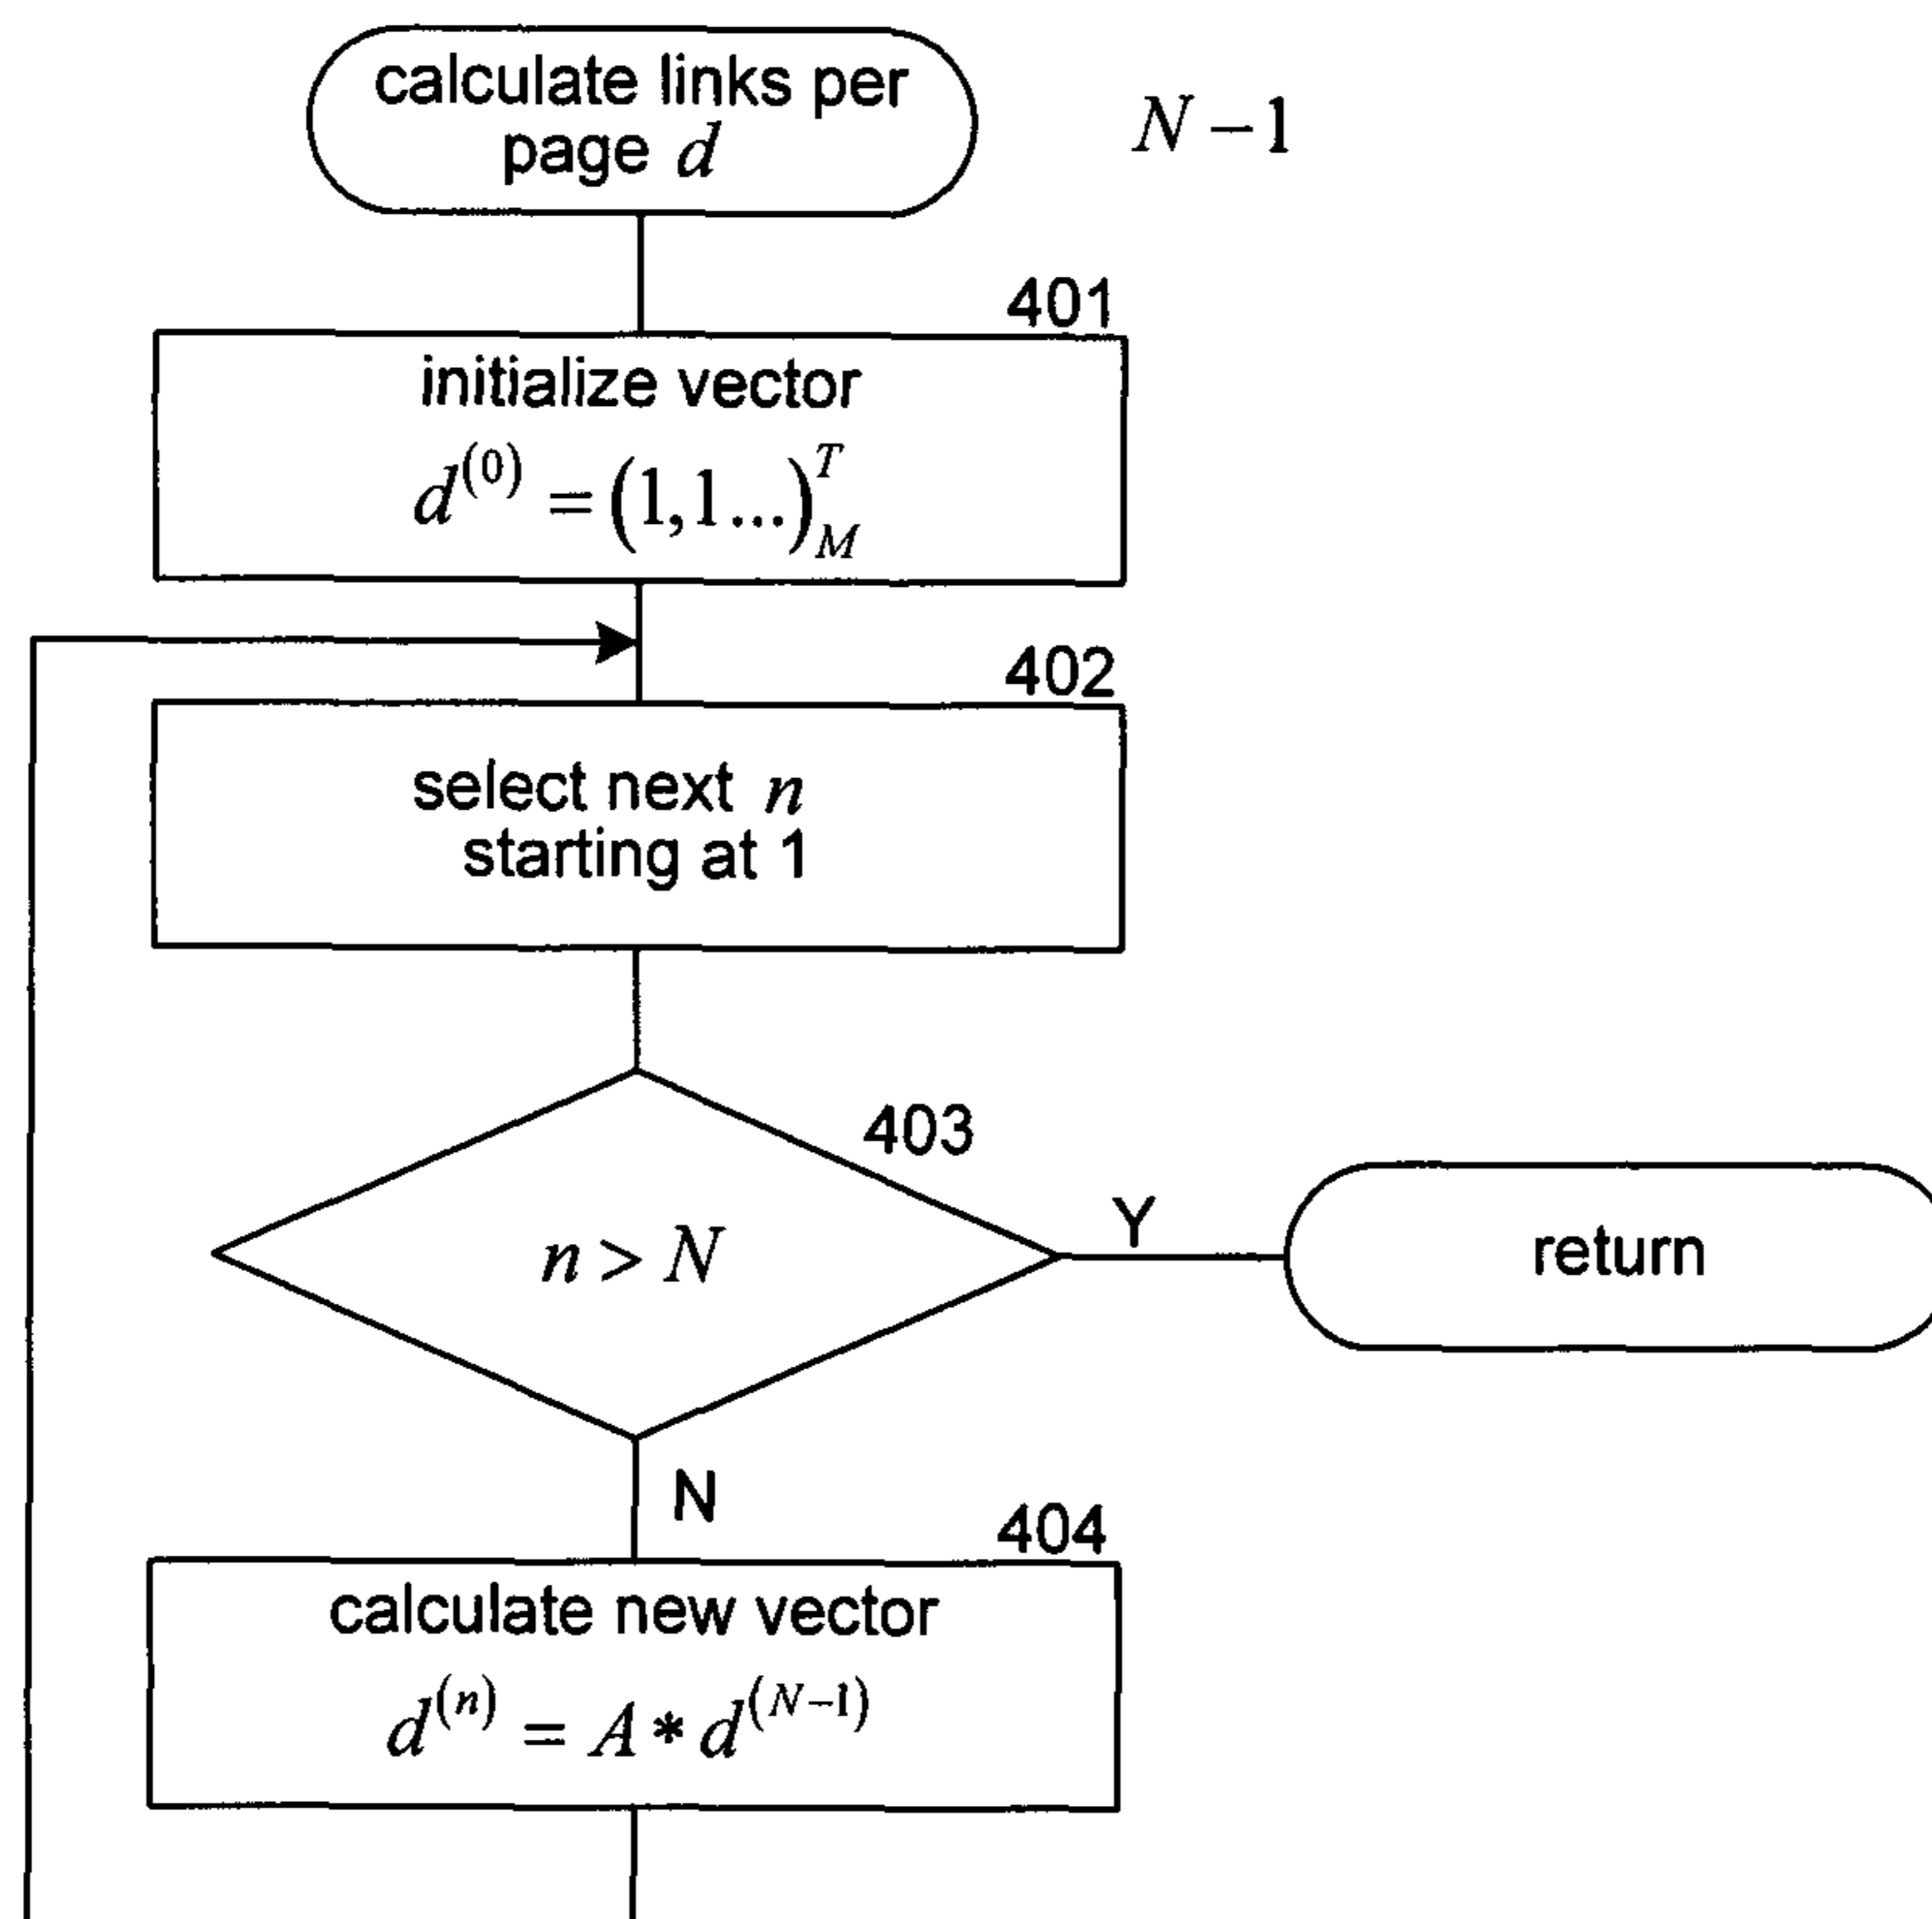 calculate links per
page d
N − 1
401
initialize vector
d^(0) = (1,1...)^T_M
402
select next n
starting at 1
403
n > N
Y
return
N
404
calculate new vector
d^(n) = A * d^(N−1)